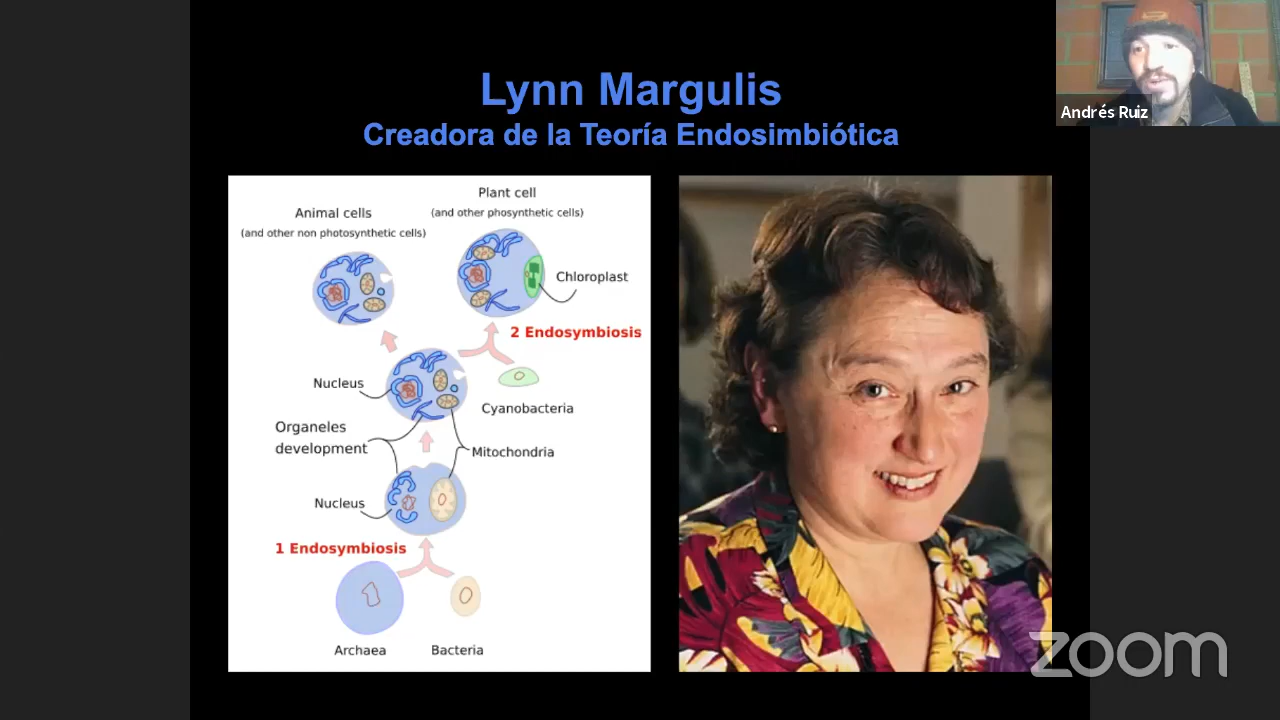 Lynn Margulis
Creadora de la Teoría Endosimbiótica
Andrés Ruiz
Animal cells
(and other non photosynthetic cells)
Plant cell
(and other phosynthetic cells)
Chloroplast
2 Endosymbiosis
Nucleus
Cyanobacteria
Organeles
development
Mitochondria
Nucleus
1 Endosymbiosis
Archaea
Bacteria
zoom